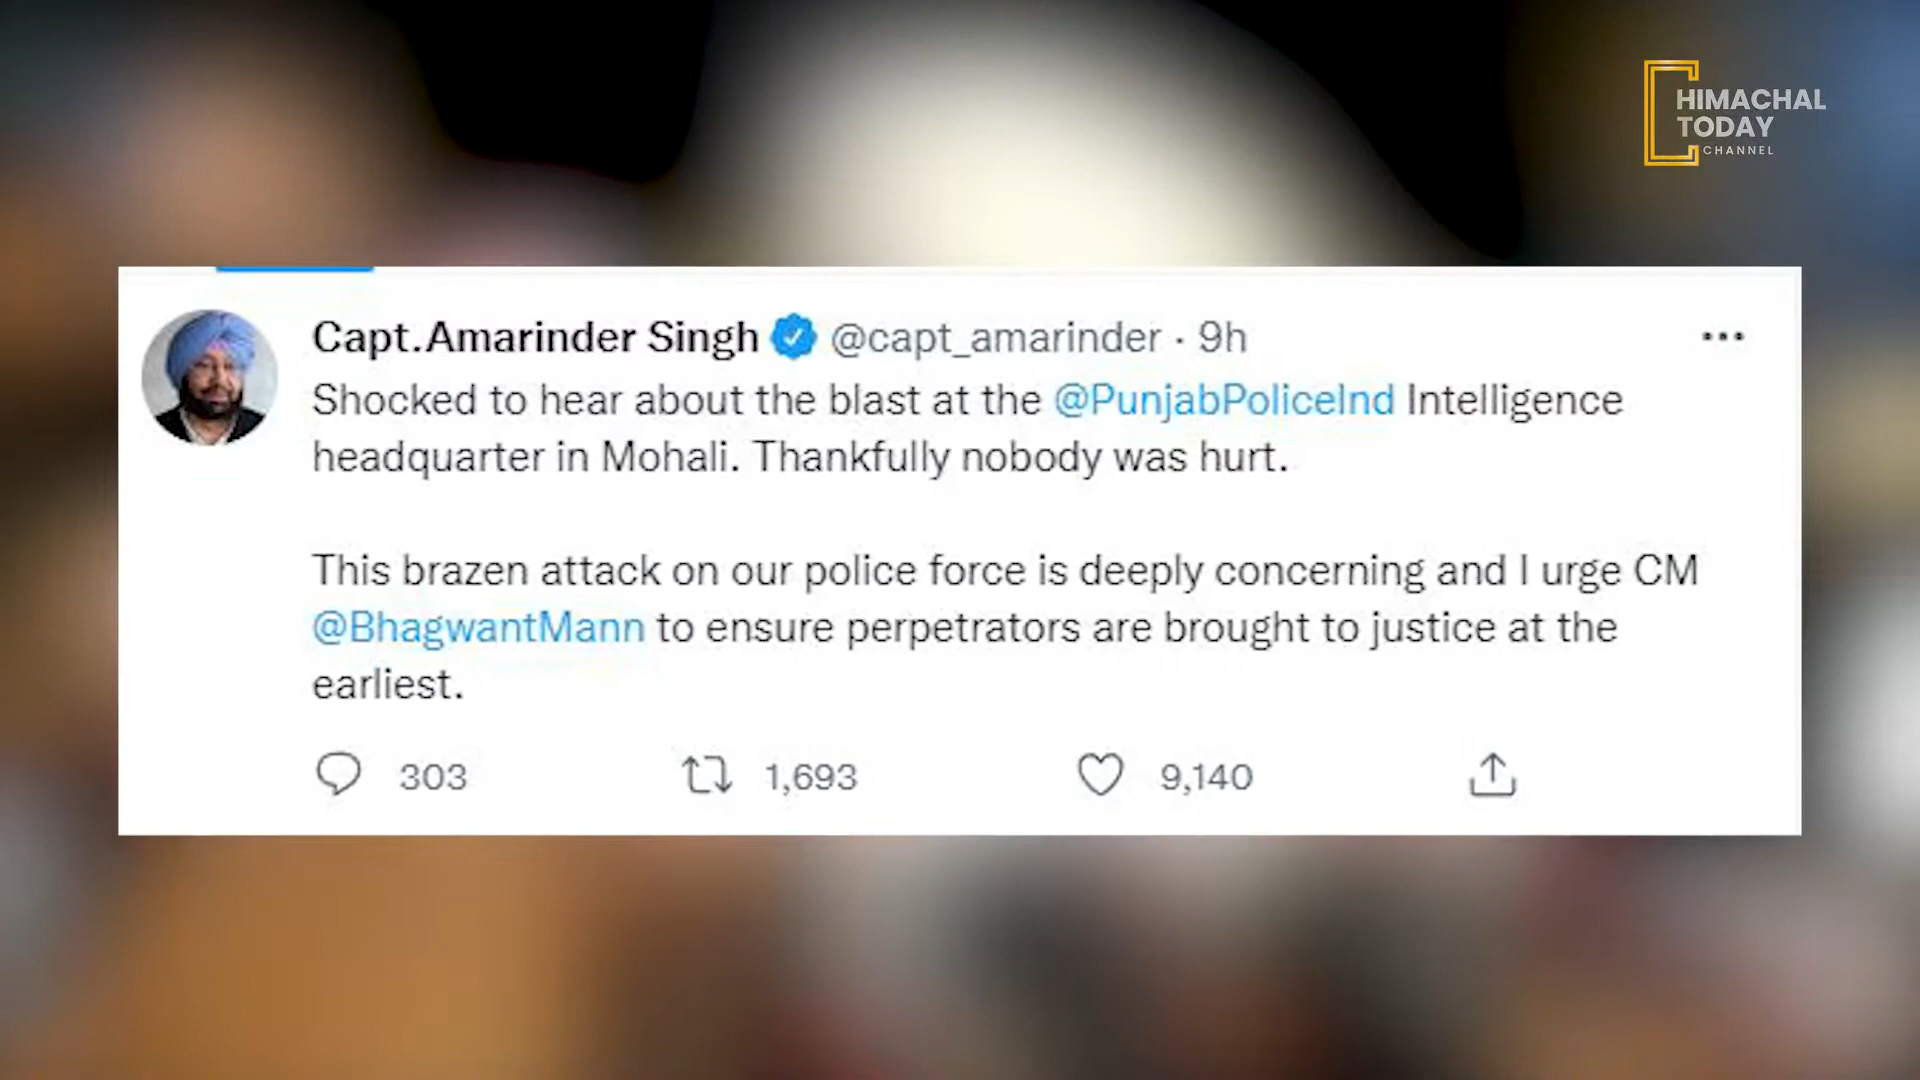 HIMACHAL
TODAY
CHANNEL
Capt.Amarinder Singh @capt_amarinder · 9h
Shocked to hear about the blast at the @PunjabPoliceInd Intelligence
headquarter in Mohali. Thankfully nobody was hurt.
This brazen attack on our police force is deeply concerning and I urge CM
@BhagwantMann to ensure perpetrators are brought to justice at the
earliest.
303 1,693 9,140